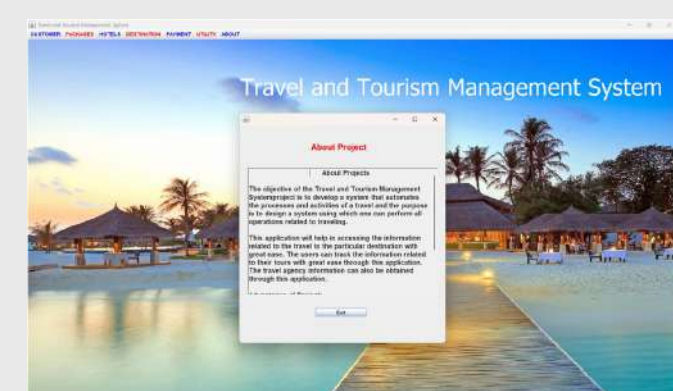 Travel and Tourism Management System
CUSTOMER PACKAGES HOTELS DESTINATION PAYMENT UTILITY ABOUT
Travel and Tourism Management System
About Project
About Projects
The objective of the Travel and Tourism Management
Systemproject is to develop a system that automates
the processes and activities of a travel and the purpose
is to design a system using which one can perform all
operations related to traveling.
This application will help in accessing the information
related to the travel to the particular destination with
great ease. The users can track the information related
to their tours with great ease through this application.
The travel agency information can also be obtained
through this application.
Exit